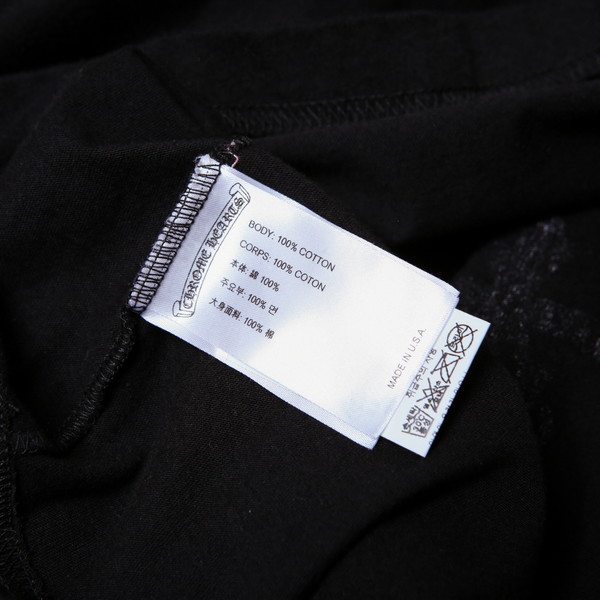 CHROME HEARTS
BODY: 100% COTTON
CORPS: 100% COTON
本体: 綿 100%
주요부: 100% 면
大身面料: 100% 棉
MADE IN U.S.A.